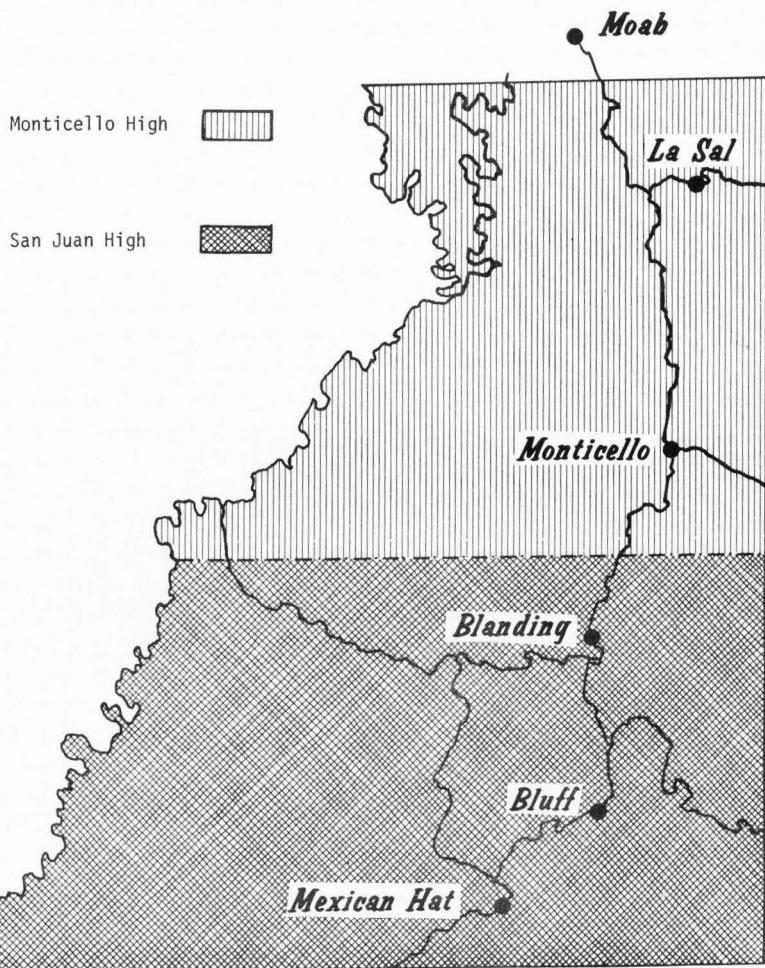 Moab
Monticello High
La Sal
San Juan High
Monticello
Blanding
Bluff
Mexican Hat